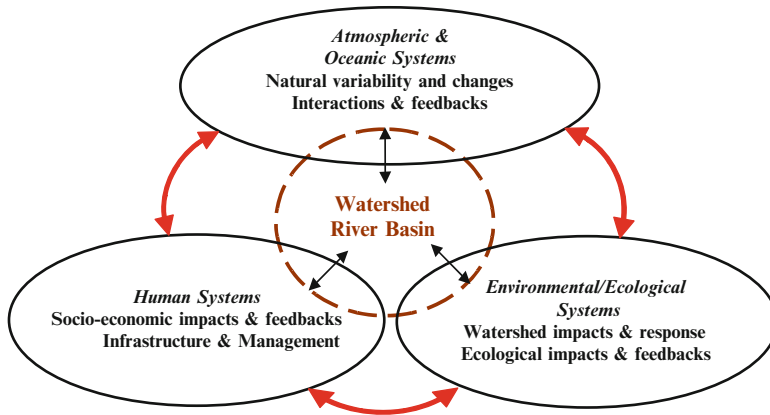 Atmospheric &
Oceanic Systems
Natural variability and changes
Interactions & feedbacks
Watershed
River Basin
Human Systems
Socio-economic impacts & feedbacks
Infrastructure & Management
Environmental/Ecological
Systems
Watershed impacts & response
Ecological impacts & feedbacks